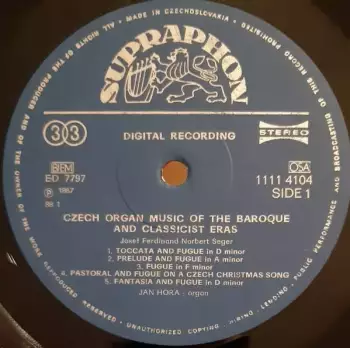 MADE IN CZECHOSLOVAKIA
ALL RIGHTS OF THE PRODUCER AND OF THE OWNER OF THE WORK REPRODUCED
UNAUTHORIZED COPYING - HIRING - LENDING - PUBLIC PERFORMANCE AND BROADCASTING OF THIS RECORD PROHIBITED
SUPRAPHON
33
DIGITAL RECORDING
STEREO
BIEM
ED 7797
OSA
1111 4104
℗ 1987
SIDE 1
CZECH ORGAN MUSIC OF THE BAROQUE
AND CLASSICIST ERAS
Josef Ferdinand Norbert Seger
1. TOCCATA AND FUGUE in D minor
2. PRELUDE AND FUGUE in A minor
3. FUGUE in F minor
4. PASTORAL AND FUGUE ON A CZECH CHRISTMAS SONG
5. FANTASIA AND FUGUE in D minor
JAN HORA - organ